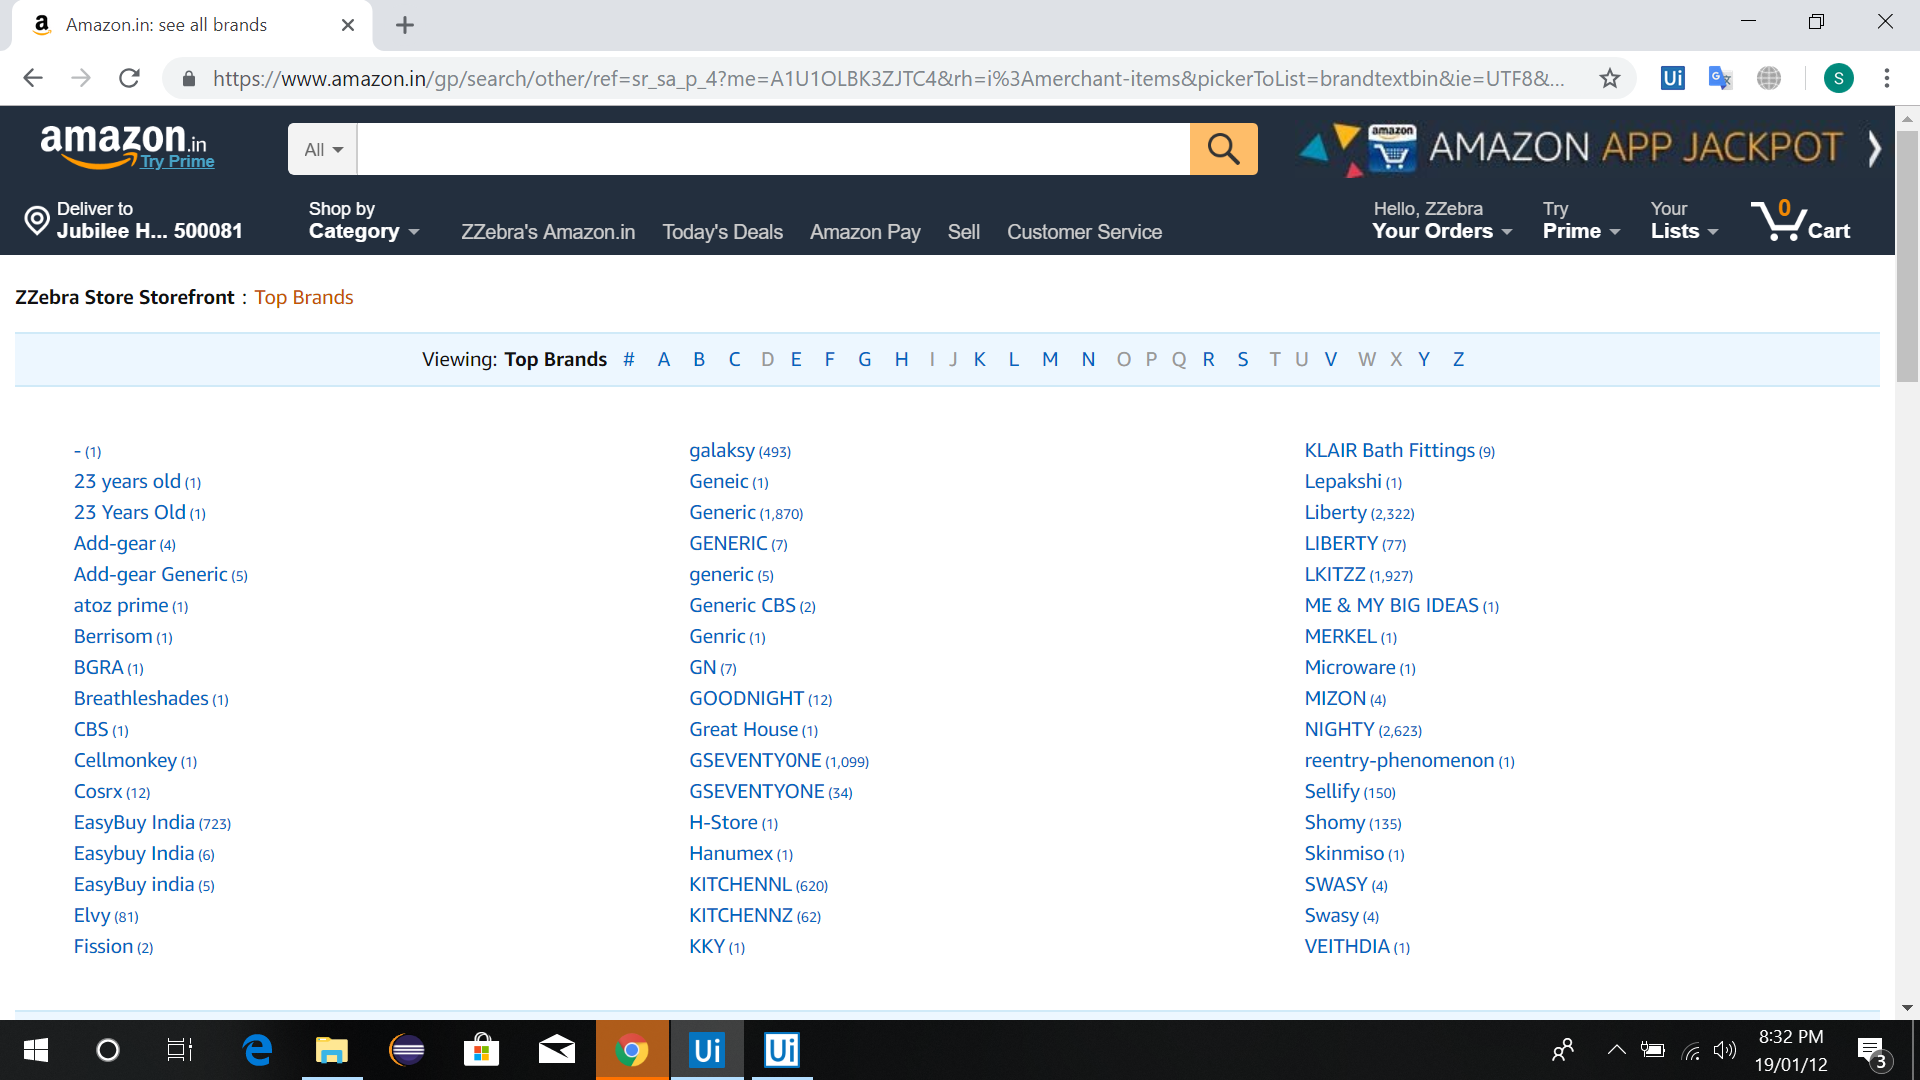 Amazon.in: see all brands
https://www.amazon.in/gp/search/other/ref=sr_sa_p_4?me=A1U1OLBK3ZJTC4&rh=i%3Amerchant-items&pickerToList=brandtextbin&ie=UTF8&...
Ui
S
amazon.in
Try Prime
All
amazon
AMAZON APP JACKPOT
Deliver to
Jubilee H... 500081
Shop by
Category
ZZebra's Amazon.in
Today's Deals
Amazon Pay
Sell
Customer Service
Hello, ZZebra
Your Orders
Try
Prime
Your
Lists
0
Cart
ZZebra Store Storefront : Top Brands
Viewing: Top Brands # A B C D E F G H I J K L M N O P Q R S T U V W X Y Z
- (1)
23 years old (1)
23 Years Old (1)
Add-gear (4)
Add-gear Generic (5)
atoz prime (1)
Berrisom (1)
BGRA (1)
Breathleshades (1)
CBS (1)
Cellmonkey (1)
Cosrx (12)
EasyBuy India (723)
Easybuy India (6)
EasyBuy india (5)
Elvy (81)
Fission (2)
galaksy (493)
Geneic (1)
Generic (1,870)
GENERIC (7)
generic (5)
Generic CBS (2)
Genric (1)
GN (7)
GOODNIGHT (12)
Great House (1)
GSEVENTY0NE (1,099)
GSEVENTYONE (34)
H-Store (1)
Hanumex (1)
KITCHENNL (620)
KITCHENNZ (62)
KKY (1)
KLAIR Bath Fittings (9)
Lepakshi (1)
Liberty (2,322)
LIBERTY (77)
LKITZZ (1,927)
ME & MY BIG IDEAS (1)
MERKEL (1)
Microware (1)
MIZON (4)
NIGHTY (2,623)
reentry-phenomenon (1)
Sellify (150)
Shomy (135)
Skinmiso (1)
SWASY (4)
Swasy (4)
VEITHDIA (1)
Ui
Ui
8:32 PM
19/01/12
3